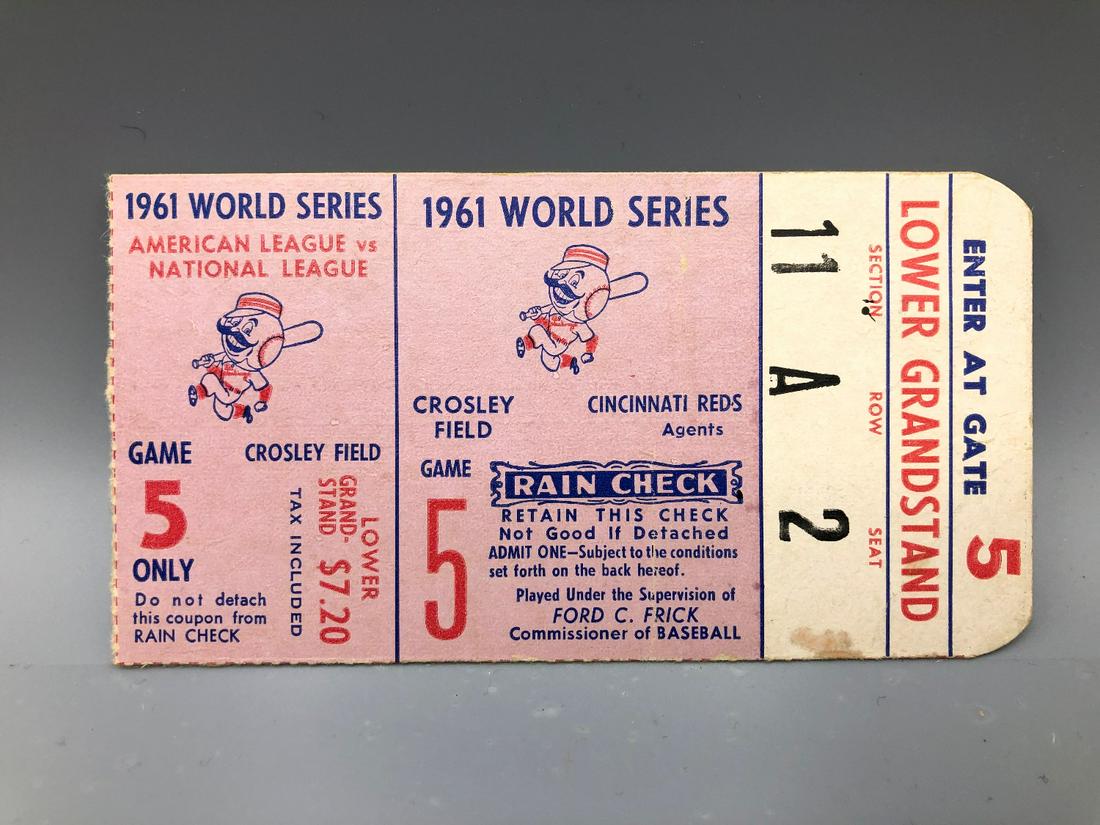 1961 WORLD SERIES
AMERICAN LEAGUE vs
NATIONAL LEAGUE
GAME
5
ONLY
CROSLEY FIELD
Do not detach
this coupon from
RAIN CHECK
TAX INCLUDED
LOWER
GRAND-
STAND $7.20
1961 WORLD SERIES
CROSLEY
FIELD
CINCINNATI REDS
Agents
GAME
5
RAIN CHECK
RETAIN THIS CHECK
Not Good If Detached
ADMIT ONE—Subject to the conditions
set forth on the back hereof.
Played Under the Supervision of
FORD C. FRICK
Commissioner of BASEBALL
SECTION ROW SEAT
11 A 2
LOWER GRANDSTAND
ENTER AT GATE 5